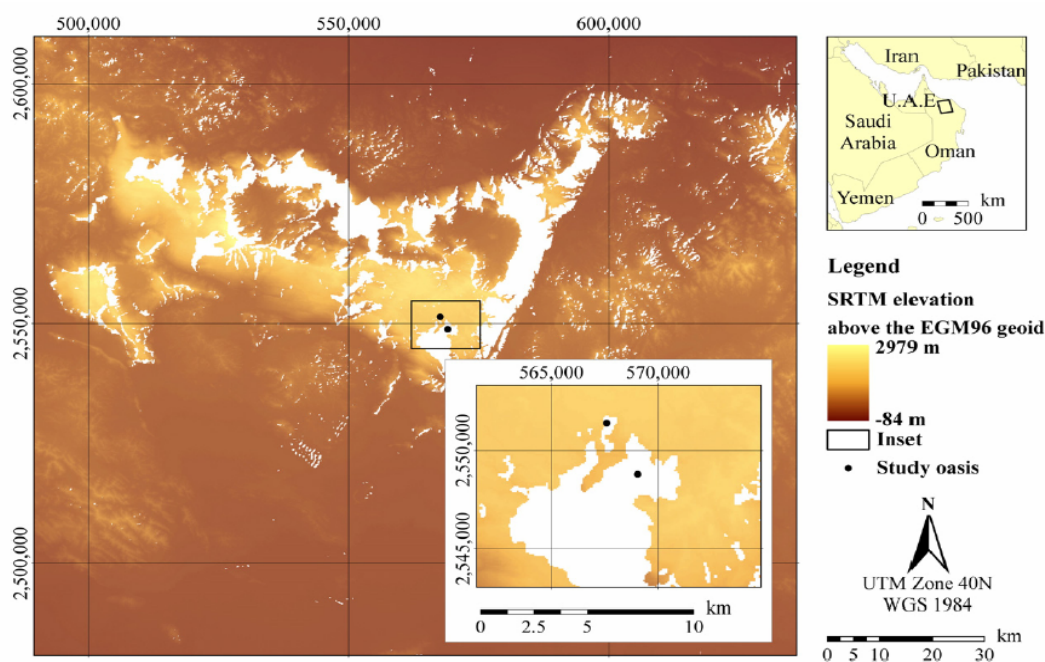 500,000
550,000
600,000
2,600,000
2,550,000
2,500,000
565,000
570,000
2,550,000
2,545,000
km
0
2.5
5
10
Iran
Pakistan
U.A.E
Saudi
Arabia
Oman
Yemen
km
0
500
Legend
SRTM elevation
above the EGM96 geoid
2979 m
-84 m
Inset
Study oasis
N
UTM Zone 40N
WGS 1984
km
0
5
10
20
30